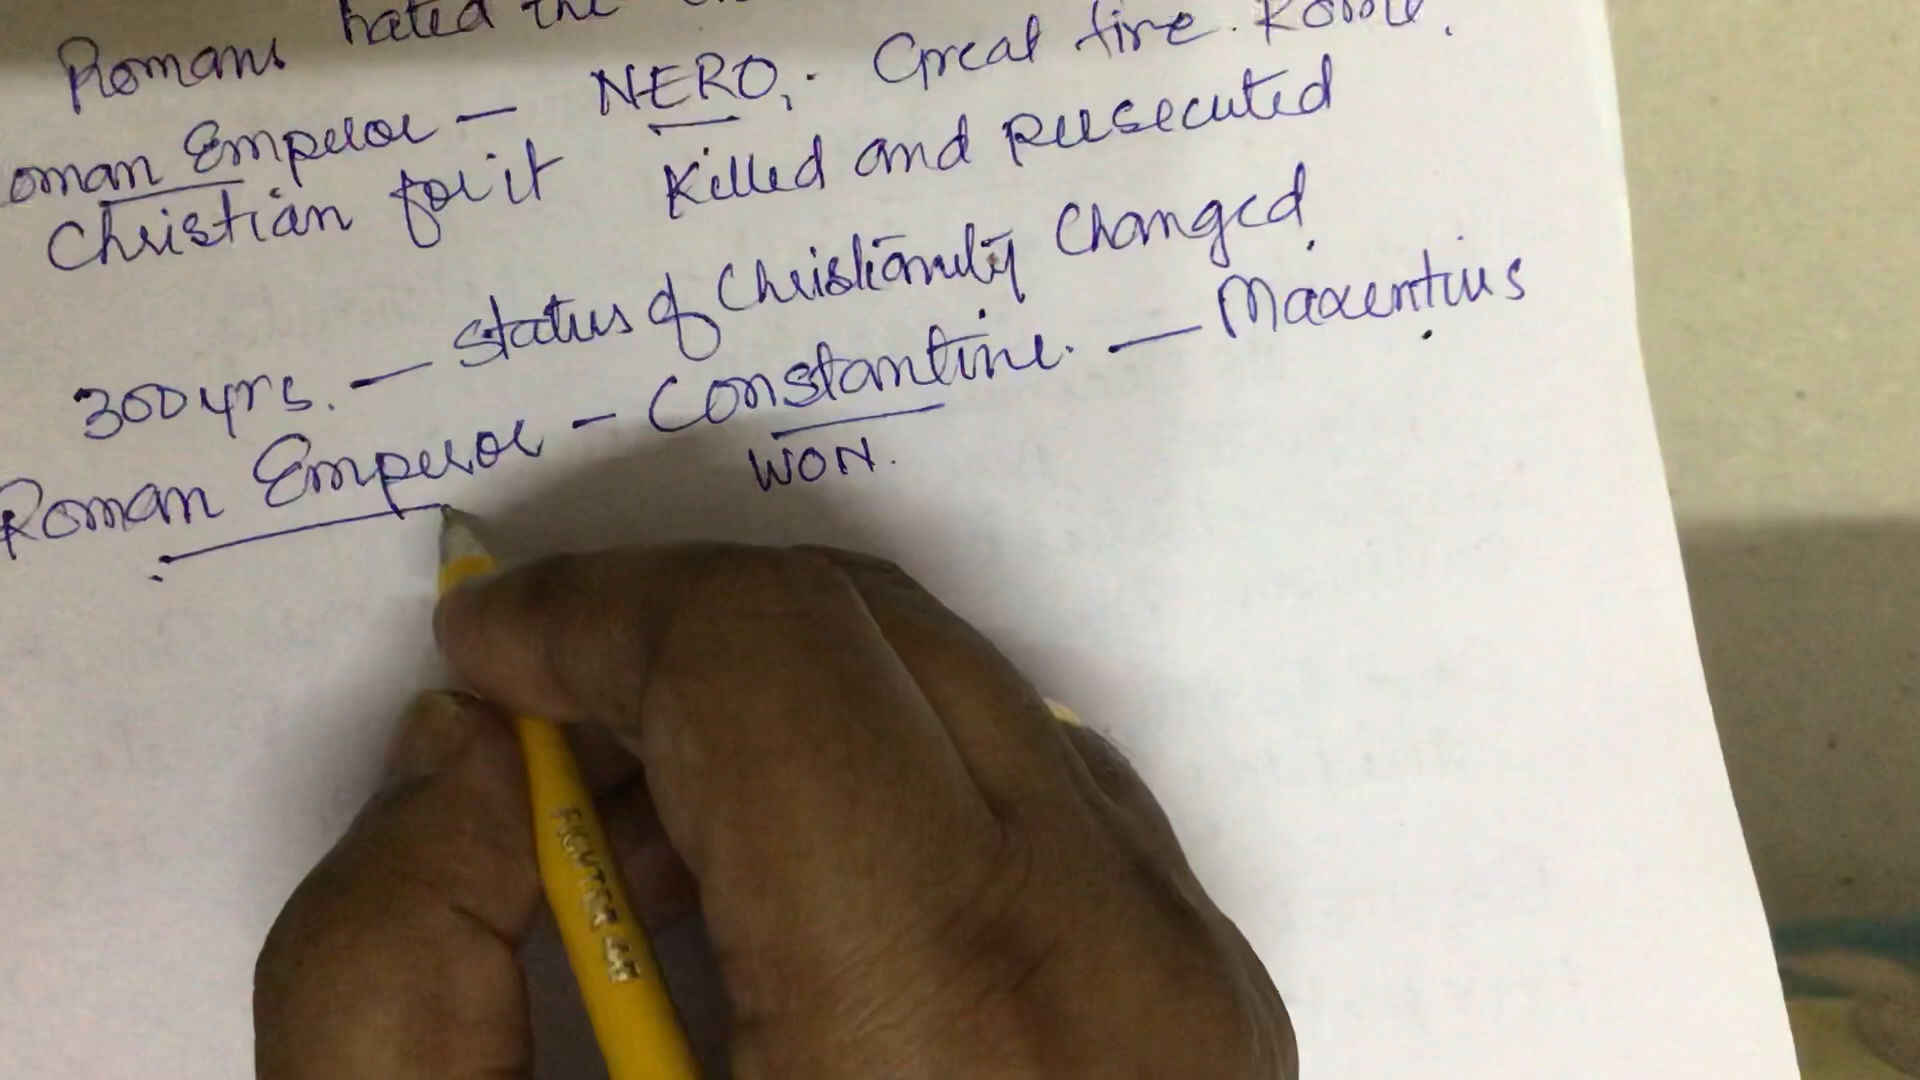 Romans hated the
oman Emperor — NERO, . Great fire . Rome .
Christian for it killed and persecuted
300 yrs. — status of Christianity changed
Roman Emperor - Constantine. — Maxentius
WON.